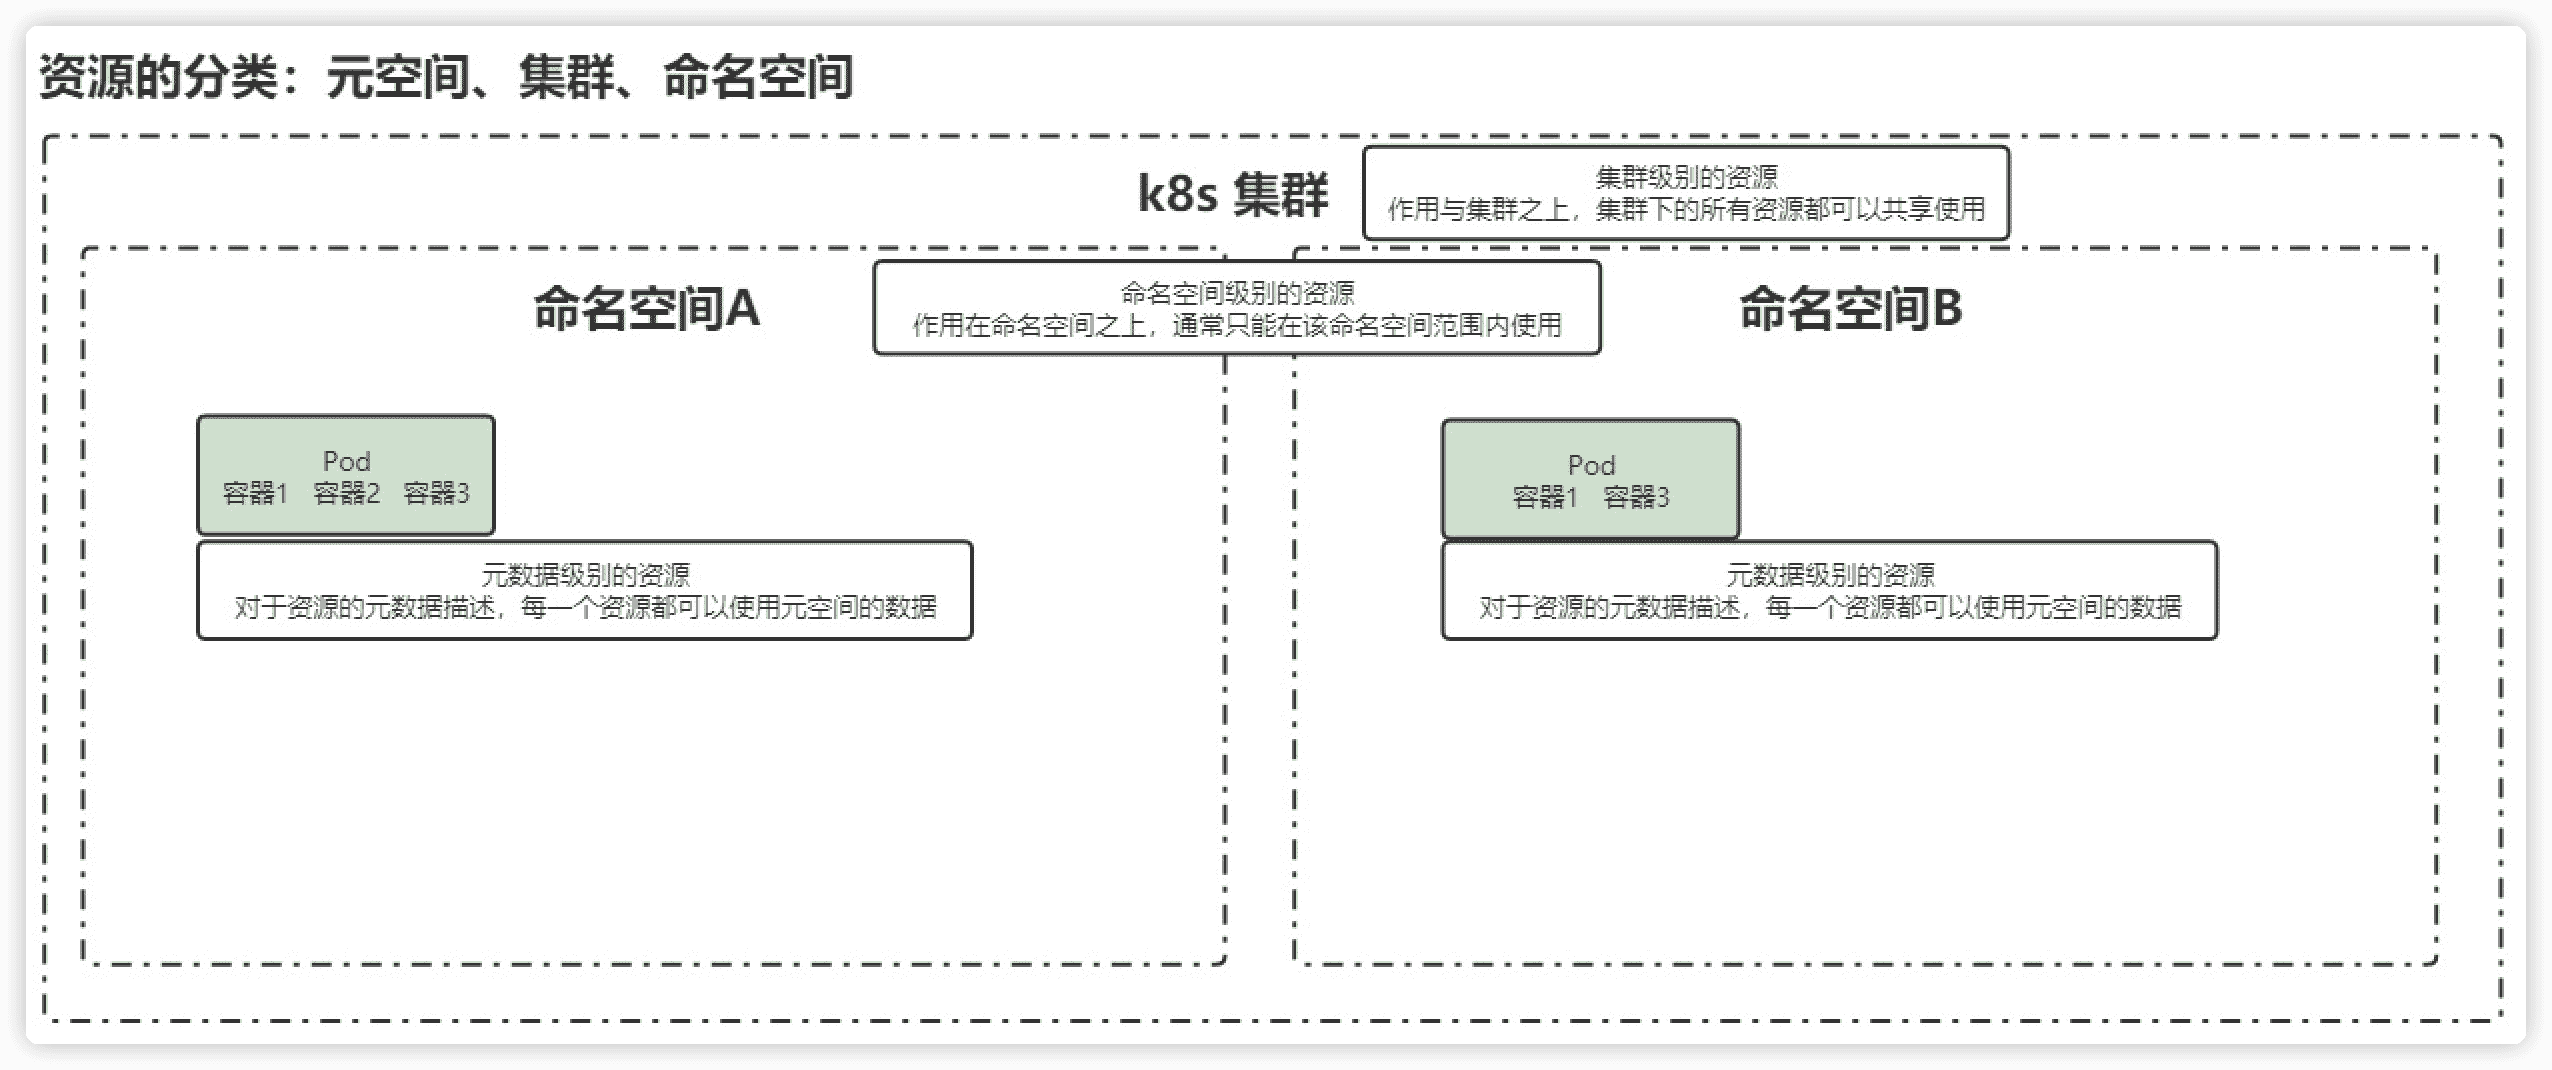 资源的分类：元空间、集群、命名空间
k8s 集群
集群级别的资源
作用与集群之上，集群下的所有资源都可以共享使用
命名空间A
命名空间级别的资源
作用在命名空间之上，通常只能在该命名空间范围内使用
命名空间B
Pod
容器1 容器2 容器3
元数据级别的资源
对于资源的元数据描述，每一个资源都可以使用元空间的数据
Pod
容器1 容器3
元数据级别的资源
对于资源的元数据描述，每一个资源都可以使用元空间的数据